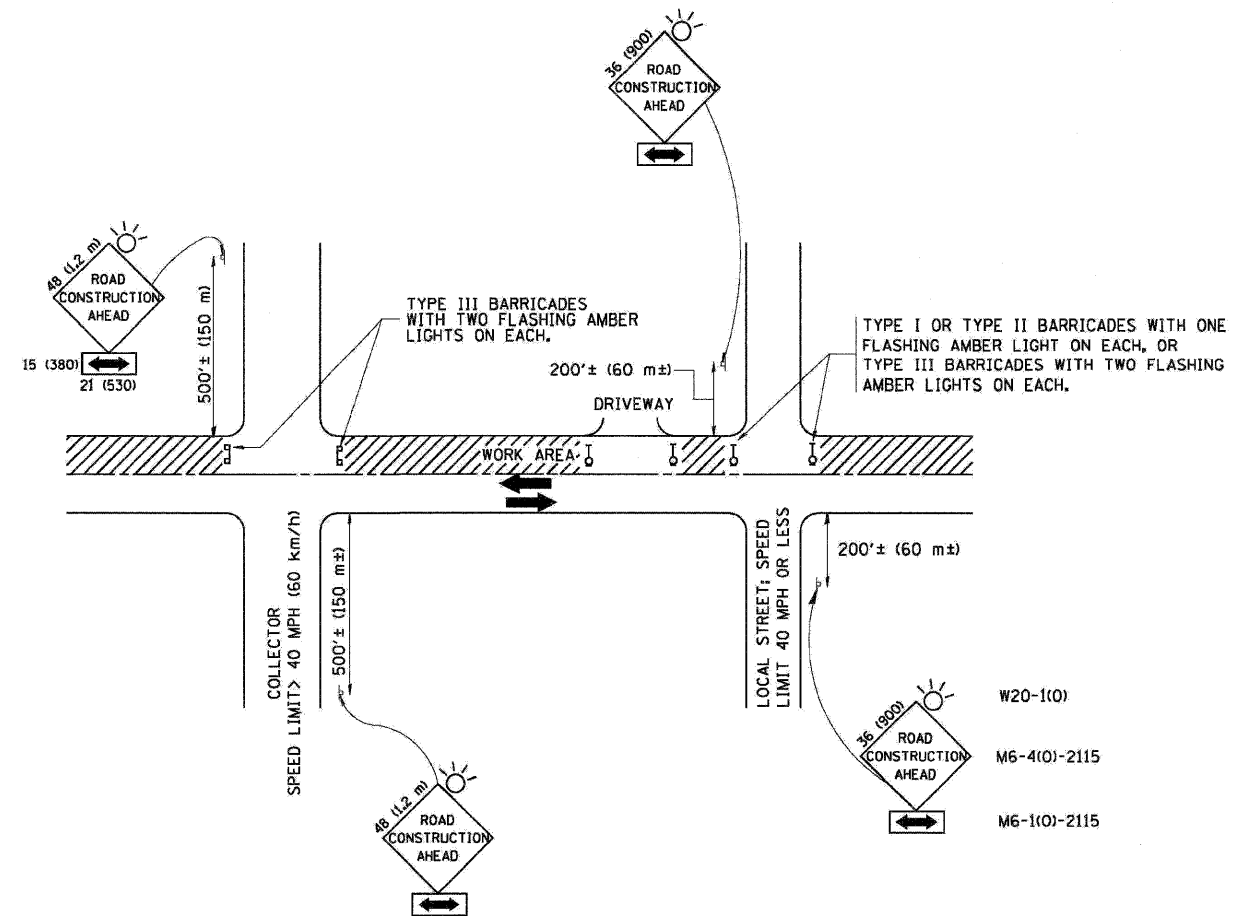 36 (900)
ROAD
CONSTRUCTION
AHEAD
48 (1.2 m)
ROAD
CONSTRUCTION
AHEAD
15 (380)
21 (530)
500'± (150 m)
TYPE III BARRICADES
WITH TWO FLASHING AMBER
LIGHTS ON EACH.
200'± (60 m±)
DRIVEWAY
TYPE I OR TYPE II BARRICADES WITH ONE
FLASHING AMBER LIGHT ON EACH, OR
TYPE III BARRICADES WITH TWO FLASHING
AMBER LIGHTS ON EACH.
WORK AREA
COLLECTOR
SPEED LIMIT> 40 MPH (60 km/h)
500'± (150 m±)
LOCAL STREET; SPEED
LIMIT 40 MPH OR LESS
200'± (60 m±)
48 (1.2 m)
ROAD
CONSTRUCTION
AHEAD
36 (900)
ROAD
CONSTRUCTION
AHEAD
W20-1(O)
M6-4(O)-2115
M6-1(O)-2115